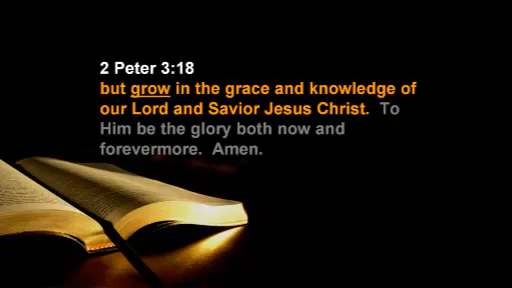 2 Peter 3:18
but grow in the grace and knowledge of
our Lord and Savior Jesus Christ.  To
Him be the glory both now and
forevermore.  Amen.